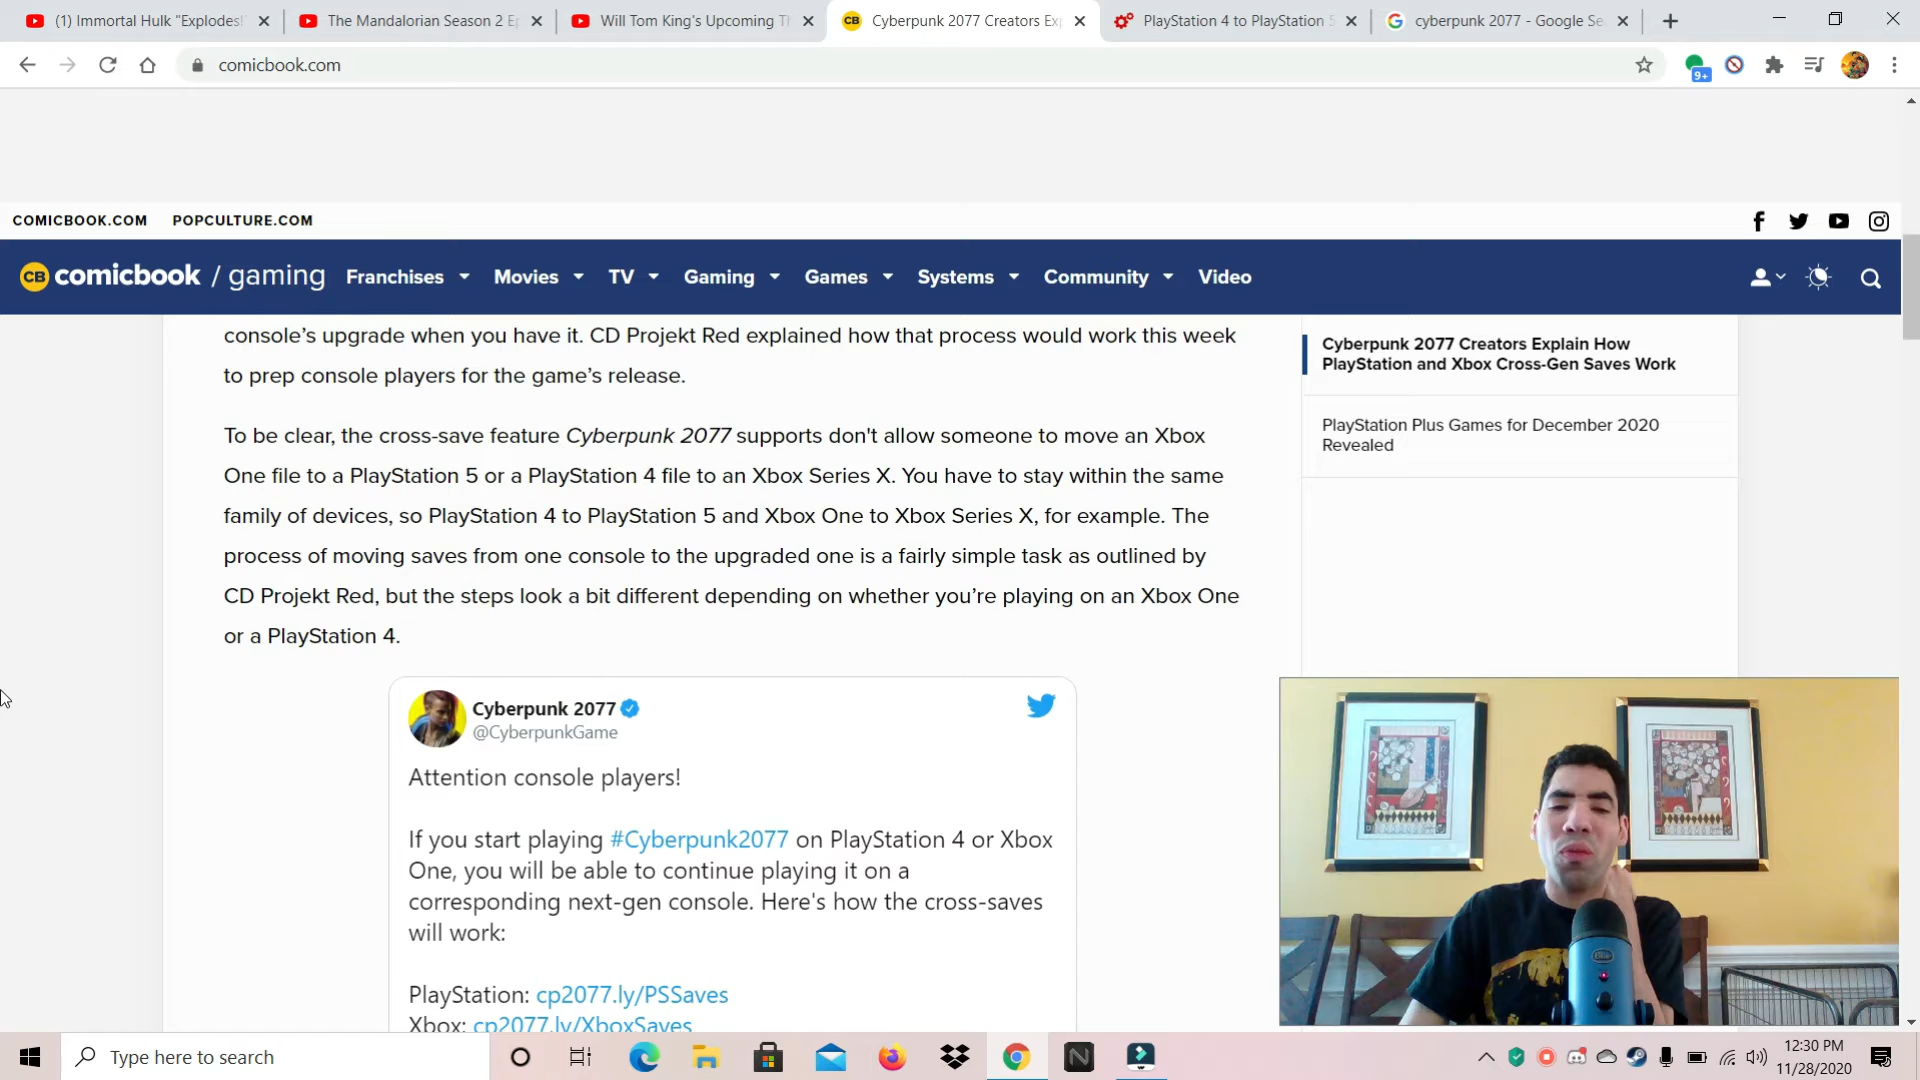 (1) Immortal Hulk "Explodes!
The Mandalorian Season 2 Ep
Will Tom King's Upcoming Th
Cyberpunk 2077 Creators Exp
PlayStation 4 to PlayStation 5
cyberpunk 2077 - Google Se
comicbook.com
9+
COMICBOOK.COM POPCULTURE.COM
CB comicbook / gaming Franchises Movies TV Gaming Games Systems Community Video
console's upgrade when you have it. CD Projekt Red explained how that process would work this week
to prep console players for the game's release.
To be clear, the cross-save feature Cyberpunk 2077 supports don't allow someone to move an Xbox
One file to a PlayStation 5 or a PlayStation 4 file to an Xbox Series X. You have to stay within the same
family of devices, so PlayStation 4 to PlayStation 5 and Xbox One to Xbox Series X, for example. The
process of moving saves from one console to the upgraded one is a fairly simple task as outlined by
CD Projekt Red, but the steps look a bit different depending on whether you're playing on an Xbox One
or a PlayStation 4.
Cyberpunk 2077 Creators Explain How
PlayStation and Xbox Cross-Gen Saves Work
PlayStation Plus Games for December 2020
Revealed
Cyberpunk 2077
@CyberpunkGame
Attention console players!
If you start playing #Cyberpunk2077 on PlayStation 4 or Xbox
One, you will be able to continue playing it on a
corresponding next-gen console. Here's how the cross-saves
will work:
PlayStation: cp2077.ly/PSSaves
Xbox: cp2077.ly/XboxSaves
Type here to search
12:30 PM
11/28/2020